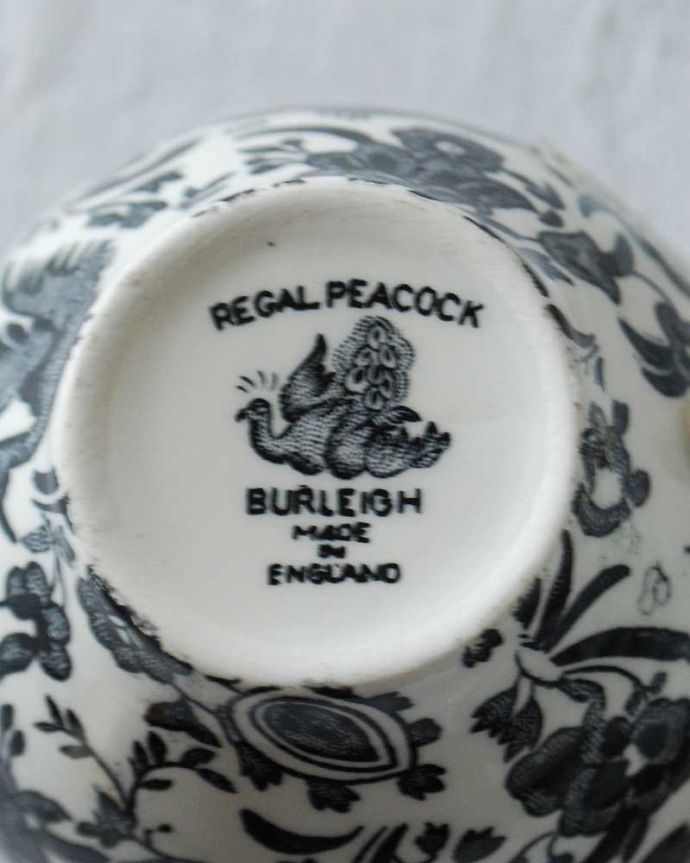 REGAL PEACOCK
BURLEIGH
MADE
IN
ENGLAND